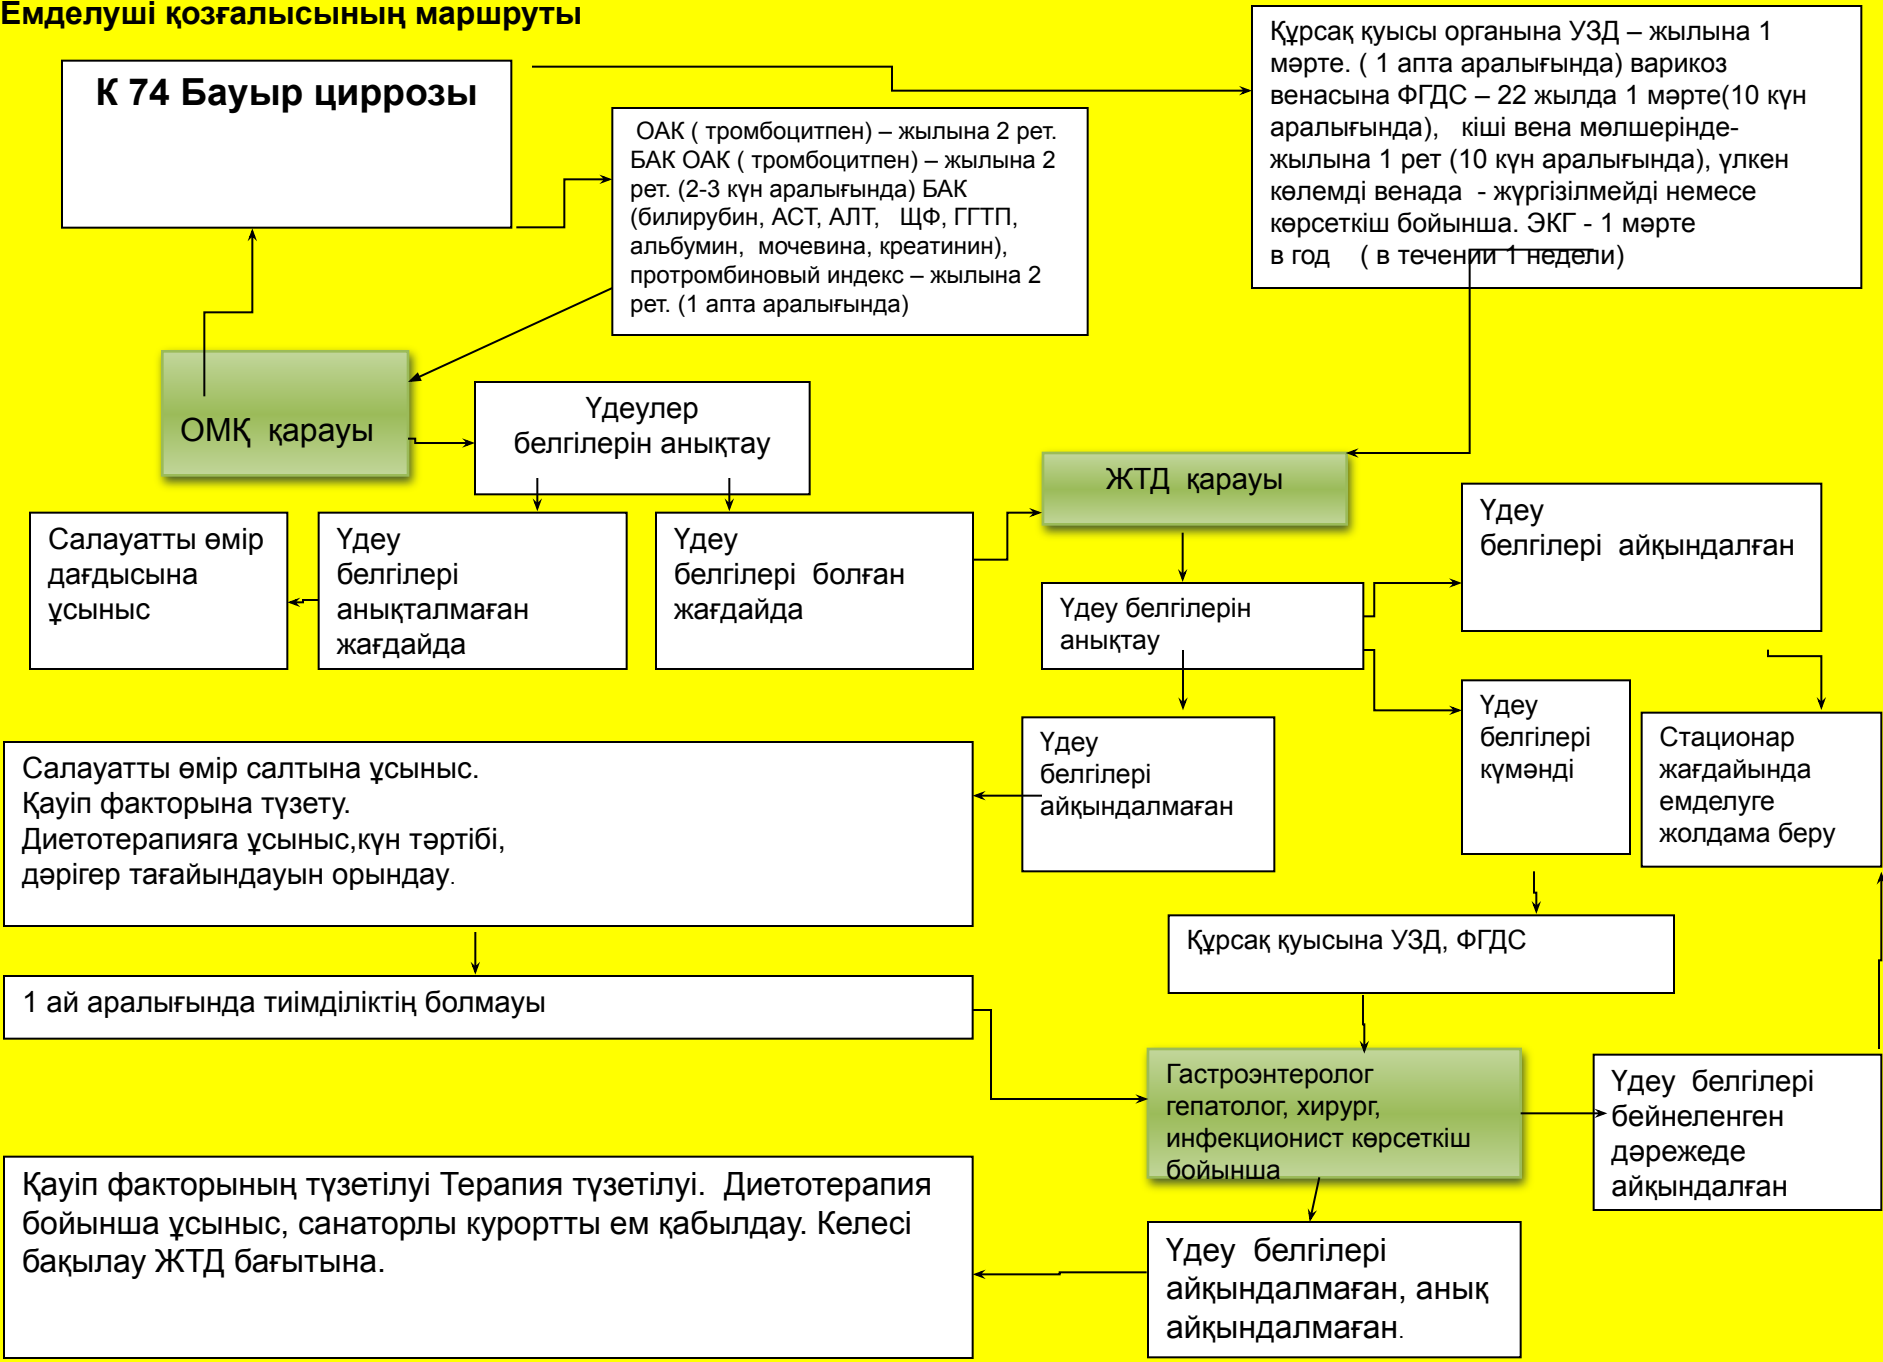 Емделуші қозғалысының маршруты
К 74 Бауыр циррозы
Құрсақ қуысы органына УЗД – жылына 1
мәрте. ( 1 апта аралығында) варикоз
венасына ФГДС – 22 жылда 1 мәрте(10 күн
аралығында), кіші вена мөлшерінде-
жылына 1 рет (10 күн аралығында), үлкен
көлемді венада - жүргізілмейді немесе
көрсеткіш бойынша. ЭКГ - 1 мәрте
в год ( в течении 1 недели)
ОАК ( тромбоцитпен) – жылына 2 рет.
БАК ОАК ( тромбоцитпен) – жылына 2
рет. (2-3 күн аралығында) БАК
(билирубин, АСТ, АЛТ, ЩФ, ГГТП,
альбумин, мочевина, креатинин),
протромбиновый индекс – жылына 2
рет. (1 апта аралығында)
ОМҚ қарауы
Үдеулер
белгілерін анықтау
ЖТД қарауы
Салауатты өмір
дағдысына
ұсыныс
Үдеу
белгілері
анықталмаған
жағдайда
Үдеу
белгілері болған
жағдайда
Үдеу белгілерін
анықтау
Үдеу
белгілері айқындалған
Үдеу
белгілері
күмәнді
Стационар
жағдайында
емделуге
жолдама беру
Үдеу
белгілері
айқындалмаған
Салауатты өмір салтына ұсыныс.
Қауіп факторына түзету.
Диетотерапияга ұсыныс,күн тәртібі,
дәрігер тағайындауын орындау.
Құрсақ қуысына УЗД, ФГДС
1 ай аралығында тиімділіктің болмауы
Гастроэнтеролог
гепатолог, хирург,
инфекционист көрсеткіш
бойынша
Үдеу белгілері
бейнеленген
дәрежеде
айқындалған
Қауіп факторының түзетілуі Терапия түзетілуі. Диетотерапия
бойынша ұсыныс, санаторлы курортты ем қабылдау. Келесі
бақылау ЖТД бағытына.
Үдеу белгілері
айқындалмаған, анық
айқындалмаған.